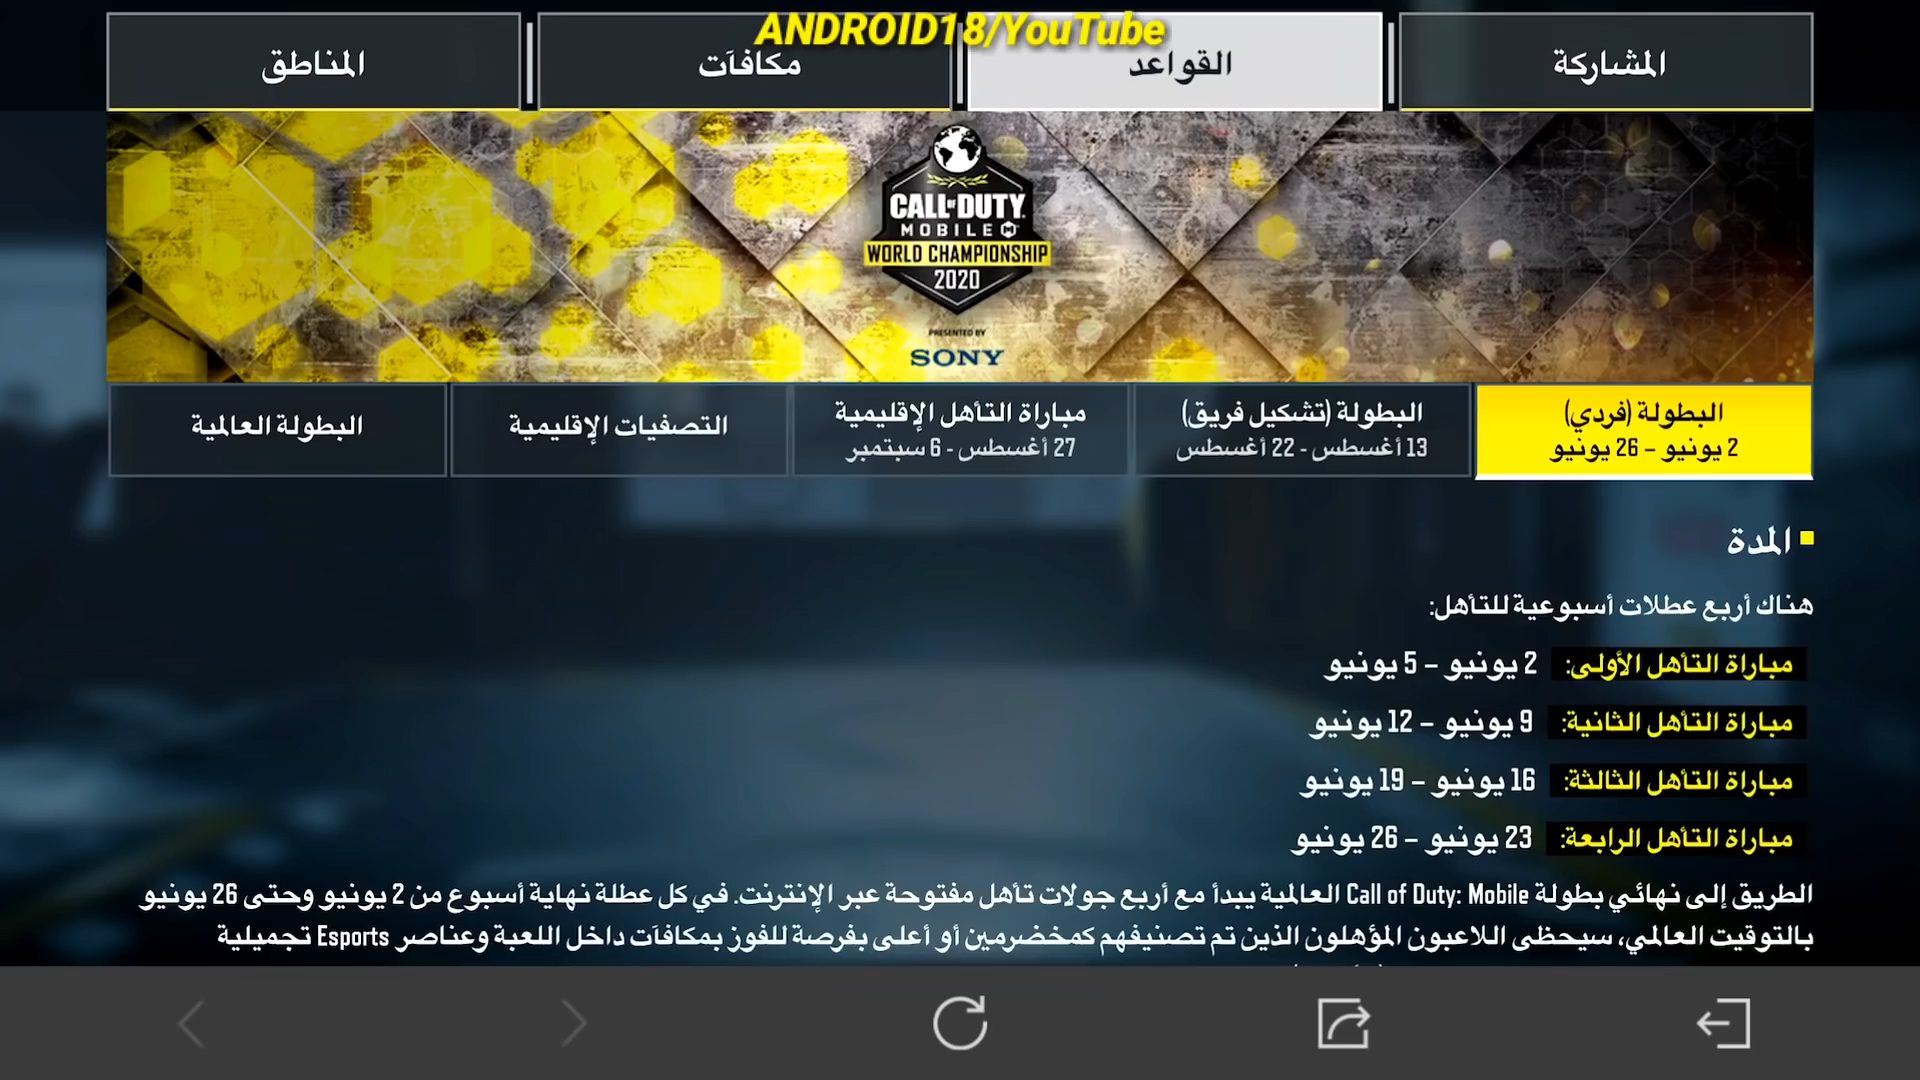 ANDROID18/YouTube
المشاركة
القواعد
مكافآت
المناطق
CALL OF DUTY
MOBILE
WORLD CHAMPIONSHIP
2020
PRESENTED BY
SONY
البطولة (فردي)
2 يونيو – 26 يونيو
البطولة (تشكيل فريق)
13 أغسطس - 22 أغسطس
مباراة التأهل الإقليمية
27 أغسطس - 6 سبتمبر
التصفيات الإقليمية
البطولة العالمية
المدة
هناك أربع عطلات أسبوعية للتأهل:
مباراة التأهل الأولى: 2 يونيو – 5 يونيو
مباراة التأهل الثانية: 9 يونيو – 12 يونيو
مباراة التأهل الثالثة: 16 يونيو – 19 يونيو
مباراة التأهل الرابعة: 23 يونيو – 26 يونيو
الطريق إلى نهائي بطولة Call of Duty: Mobile العالمية يبدأ مع أربع جولات تأهل مفتوحة عبر الإنترنت. في كل عطلة نهاية أسبوع من 2 يونيو وحتى 26 يونيو
بالتوقيت العالمي، سيحظى اللاعبون المؤهلون الذين تم تصنيفهم كمخضرمين أو أعلى بفرصة للفوز بمكافآت داخل اللعبة وعناصر Esports تجميلية